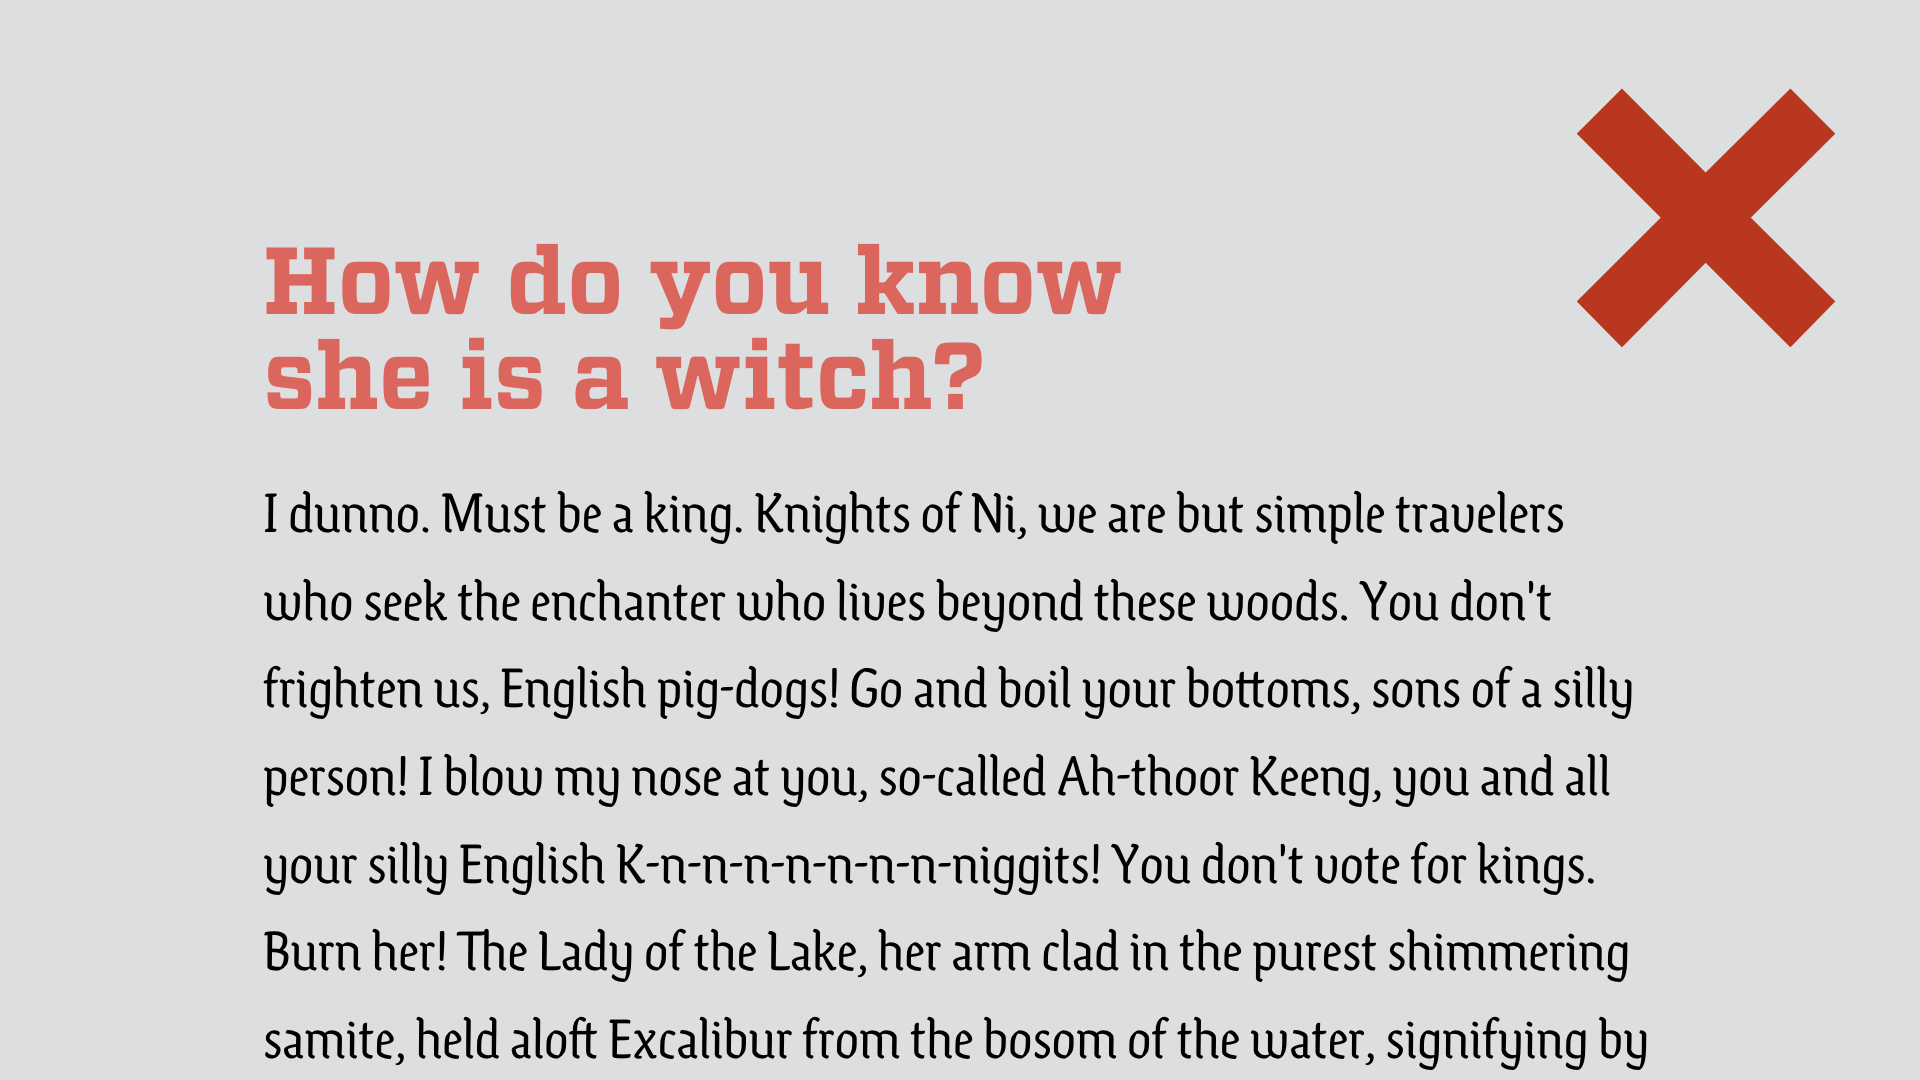 How do you know
she is a witch?
I dunno. Must be a king. Knights of Ni, we are but simple travelers
who seek the enchanter who lives beyond these woods. You don't
frighten us, English pig-dogs! Go and boil your bottoms, sons of a silly
person! I blow my nose at you, so-called Ah-thoor Keeng, you and all
your silly English K-n-n-n-n-n-n-n-niggits! You don't vote for kings.
Burn her! The Lady of the Lake, her arm clad in the purest shimmering
samite, held aloft Excalibur from the bosom of the water, signifying by